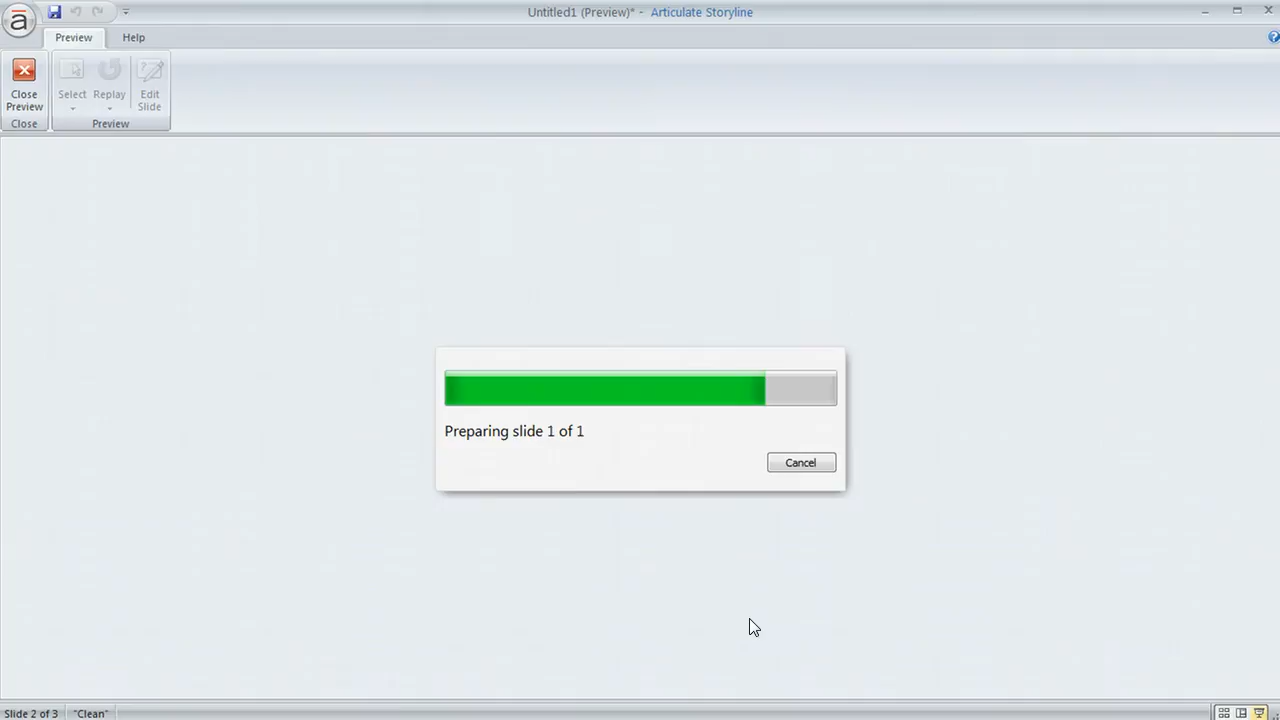 Untitled1 (Preview)* - Articulate Storyline
Preview Help
Close Preview
Select
Replay
Edit Slide
Close
Preview
Preparing slide 1 of 1
Cancel
Slide 2 of 3 "Clean"